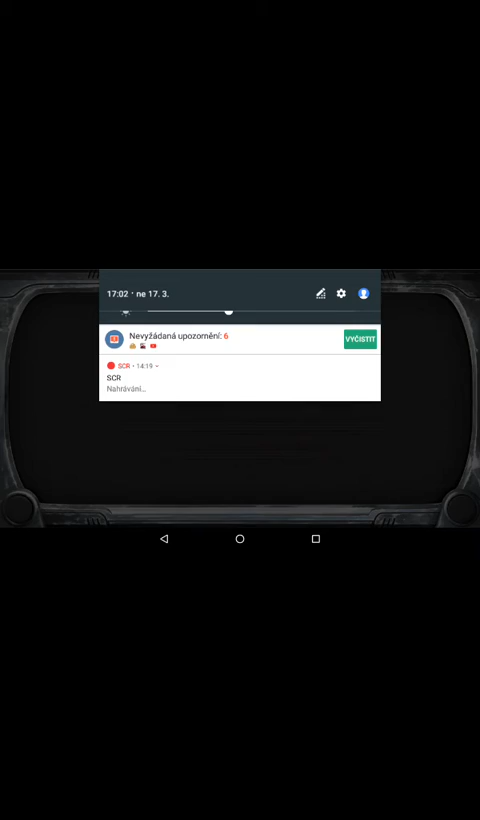 17:02 • ne 17. 3.
Nevyžádaná upozornění: 6
VYČISTIT
SCR • 14:19
SCR
Nahrávání...